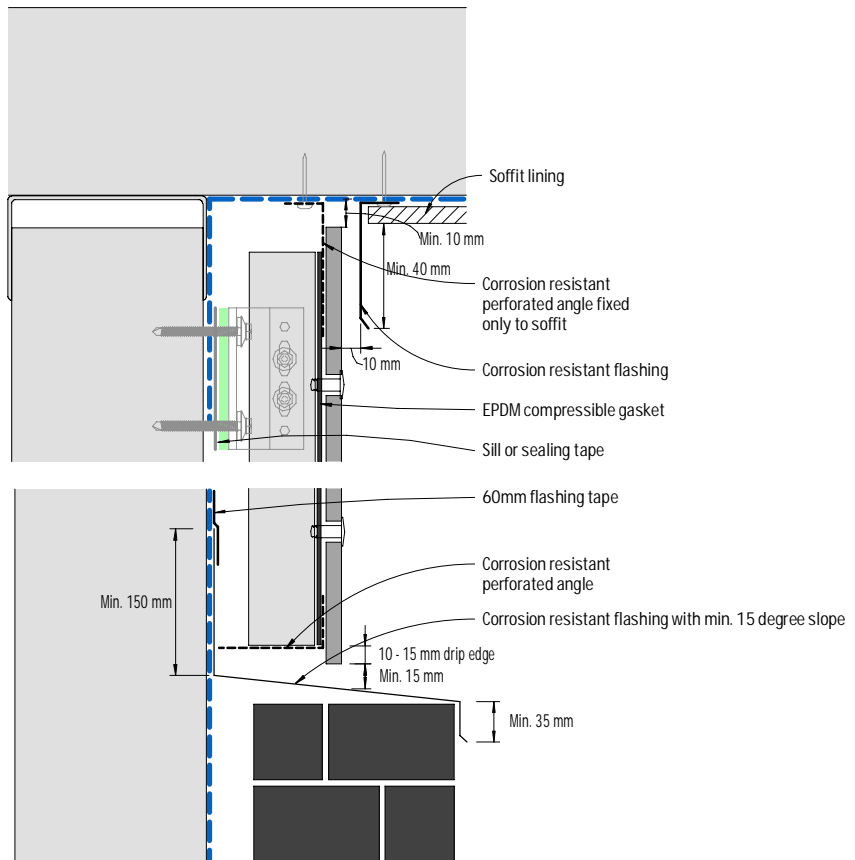 Soffit lining
Min. 10 mm
Min. 40 mm
Corrosion resistant
perforated angle fixed
only to soffit
10 mm
Corrosion resistant flashing
EPDM compressible gasket
Sill or sealing tape
60mm flashing tape
Corrosion resistant
perforated angle
Min. 150 mm
Corrosion resistant flashing with min. 15 degree slope
10 - 15 mm drip edge
Min. 15 mm
Min. 35 mm